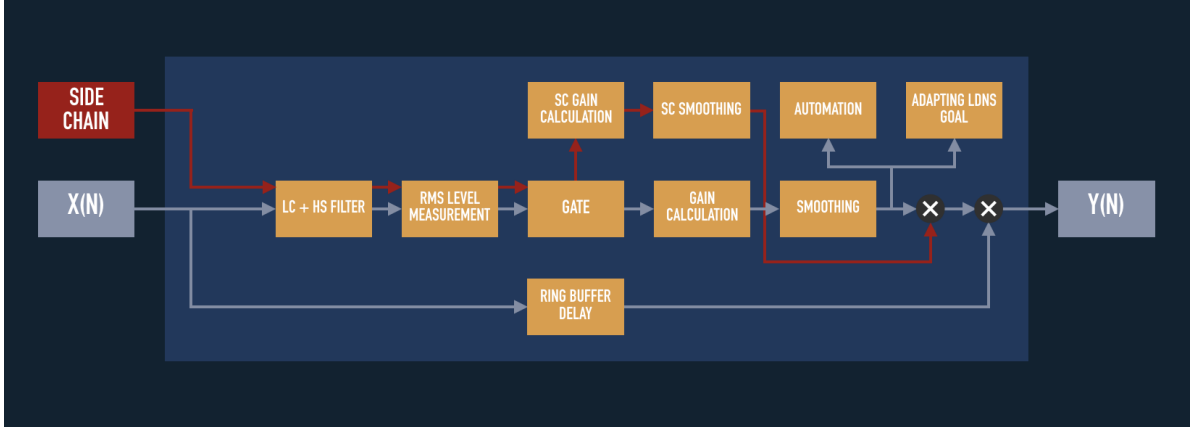 SIDE
CHAIN
SC GAIN
CALCULATION
SC SMOOTHING
AUTOMATION
ADAPTING LDNS
GOAL
X(N)
LC + HS FILTER
RMS LEVEL
MEASUREMENT
GATE
GAIN
CALCULATION
SMOOTHING
Y(N)
RING BUFFER
DELAY